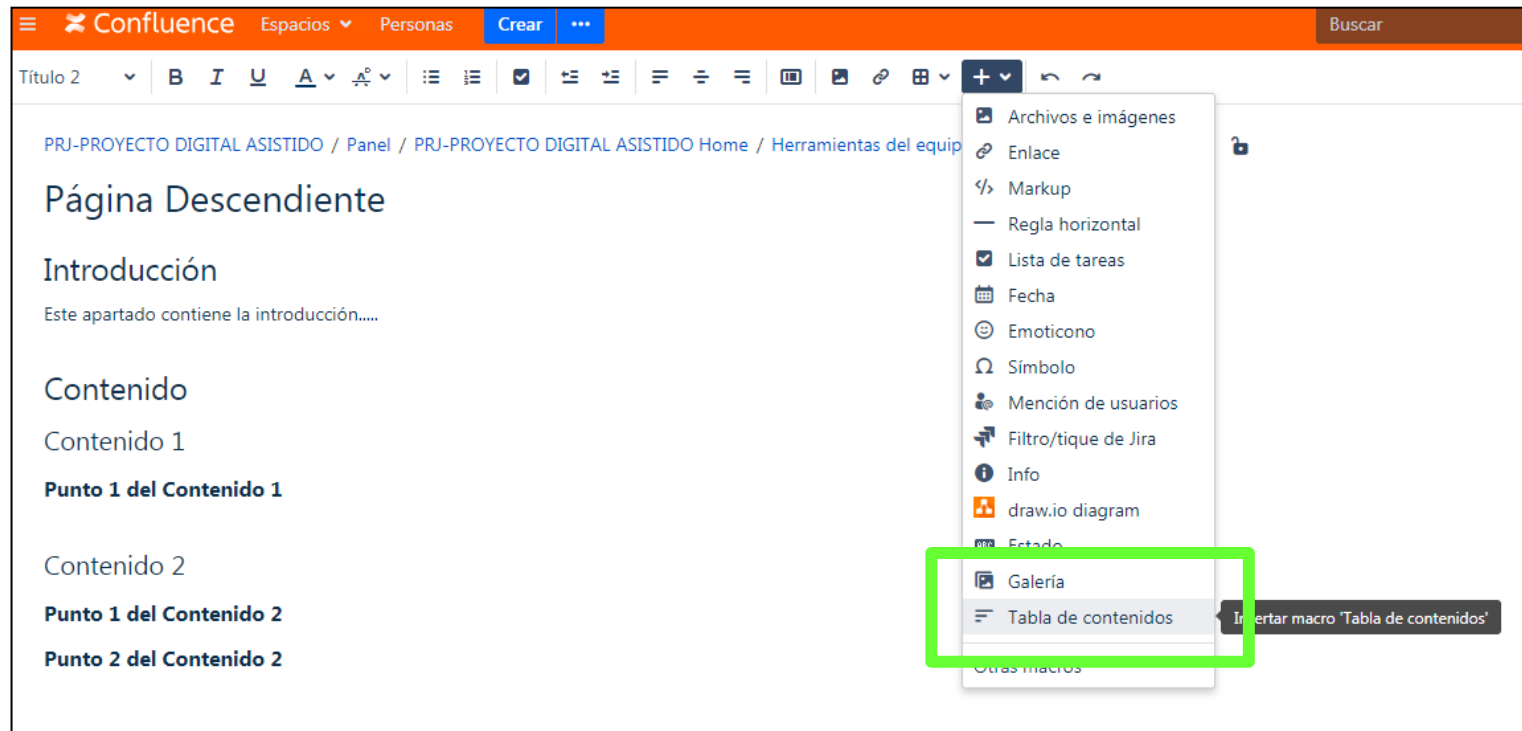 Confluence Espacios Personas Crear ... Buscar
Título 2 B I U A
PRJ-PROYECTO DIGITAL ASISTIDO / Panel / PRJ-PROYECTO DIGITAL ASISTIDO Home / Herramientas del equip
Página Descendiente
Introducción
Este apartado contiene la introducción.....
Contenido
Contenido 1
Punto 1 del Contenido 1
Contenido 2
Punto 1 del Contenido 2
Punto 2 del Contenido 2
Archivos e imágenes
Enlace
Markup
Regla horizontal
Lista de tareas
Fecha
Emoticono
Símbolo
Mención de usuarios
Filtro/tique de Jira
Info
draw.io diagram
Estado
Galería
Tabla de contenidos
Insertar macro 'Tabla de contenidos'
Otras macros